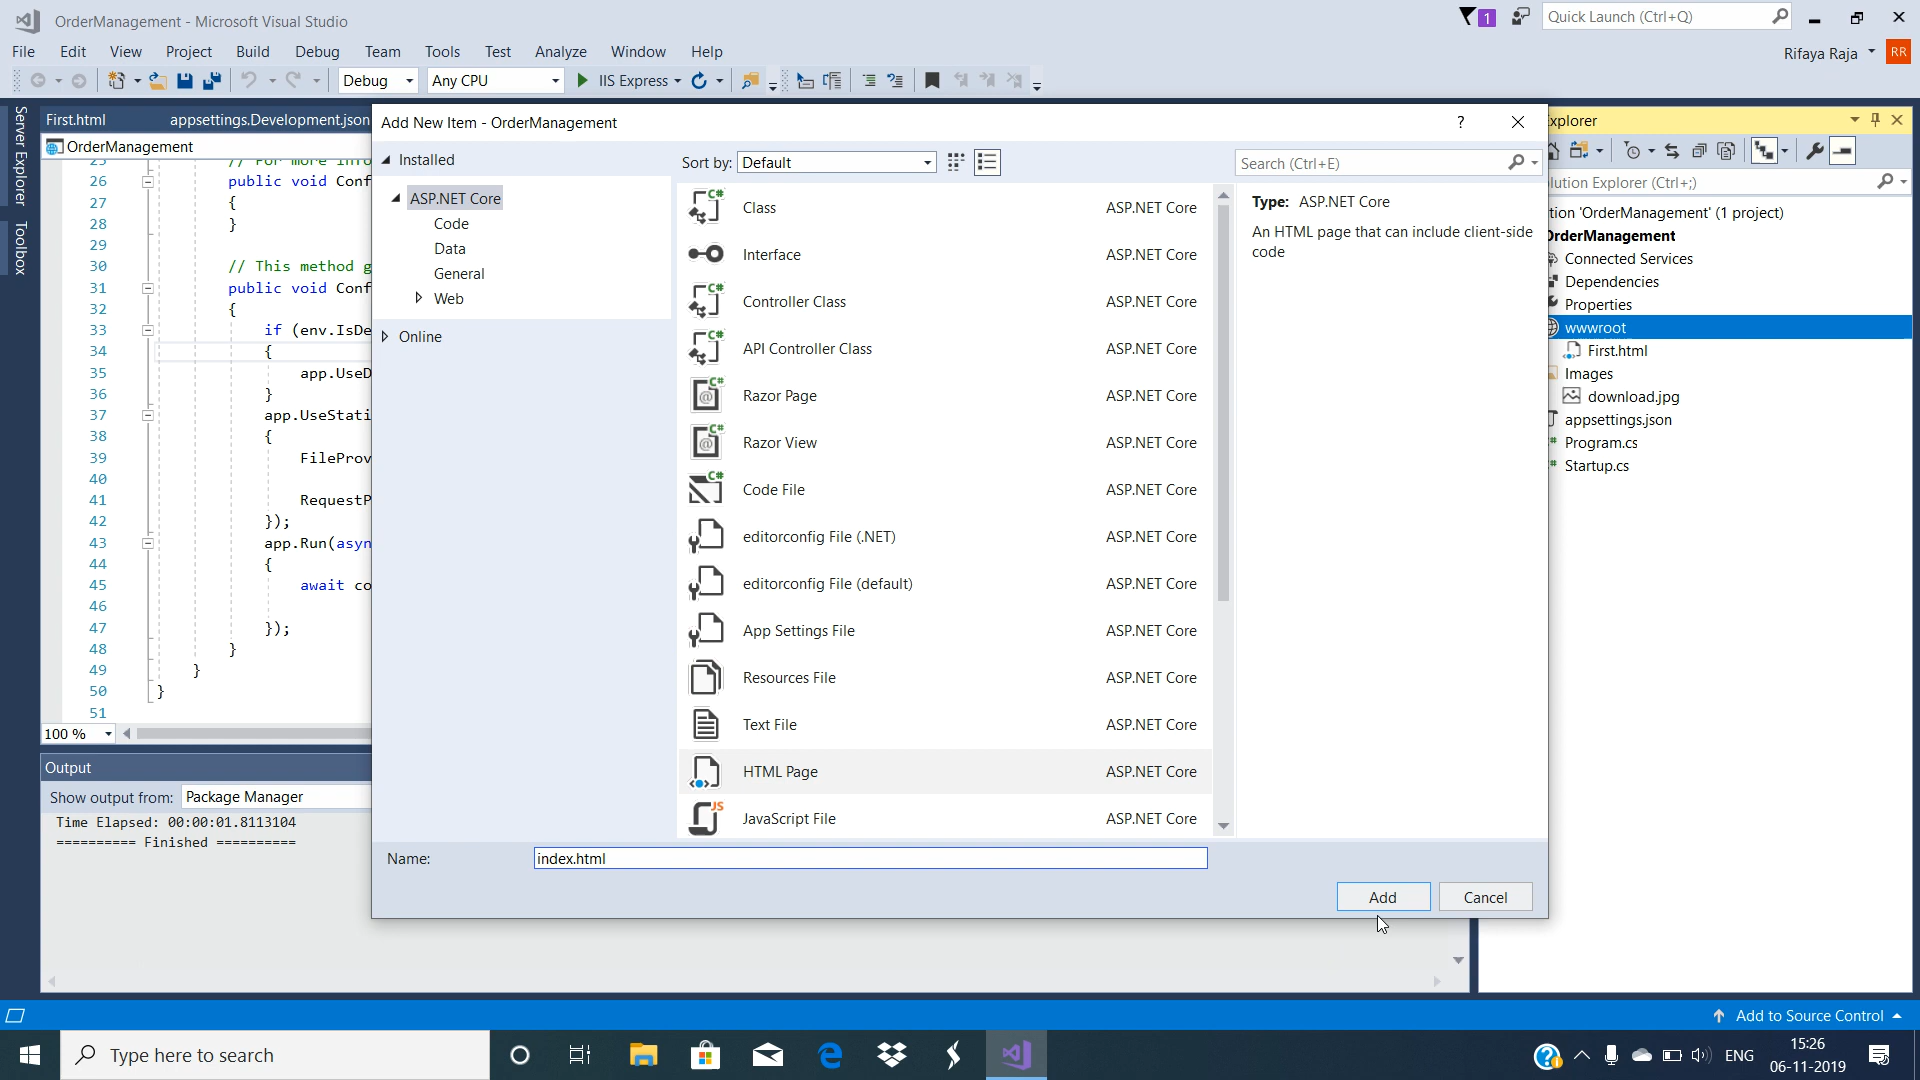 OrderManagement - Microsoft Visual Studio
1
Quick Launch (Ctrl+Q)
File Edit View Project Build Debug Team Tools Test Analyze Window Help
Rifaya Raja
RR
Debug
Any CPU
IIS Express
Server Explorer
Toolbox
First.html
appsettings.Development.json
OrderManagement
26 public void Conf
27 {
28 }
29
30 // This method g
31 public void Conf
32 {
33 if (env.IsDe
34 {
35 app.UseD
36 }
37 app.UseStati
38 {
39 FileProv
40
41 RequestP
42 });
43 app.Run(asyn
44 {
45 await co
46
47 });
48 }
49 }
50 }
51
100 %
Output
Show output from: Package Manager
Time Elapsed: 00:00:01.8113104
========== Finished ==========
Add New Item - OrderManagement
?
Installed
ASP.NET Core
Code
Data
General
Web
Online
Sort by: Default
Search (Ctrl+E)
Class ASP.NET Core
Interface ASP.NET Core
Controller Class ASP.NET Core
API Controller Class ASP.NET Core
Razor Page ASP.NET Core
Razor View ASP.NET Core
Code File ASP.NET Core
editorconfig File (.NET) ASP.NET Core
editorconfig File (default) ASP.NET Core
App Settings File ASP.NET Core
Resources File ASP.NET Core
Text File ASP.NET Core
HTML Page ASP.NET Core
JavaScript File ASP.NET Core
Type: ASP.NET Core
An HTML page that can include client-side
code
Name: index.html
Add
Cancel
xplorer
lution Explorer (Ctrl+;)
tion 'OrderManagement' (1 project)
OrderManagement
Connected Services
Dependencies
Properties
wwwroot
First.html
Images
download.jpg
appsettings.json
Program.cs
Startup.cs
Add to Source Control
Type here to search
ENG
15:26
06-11-2019